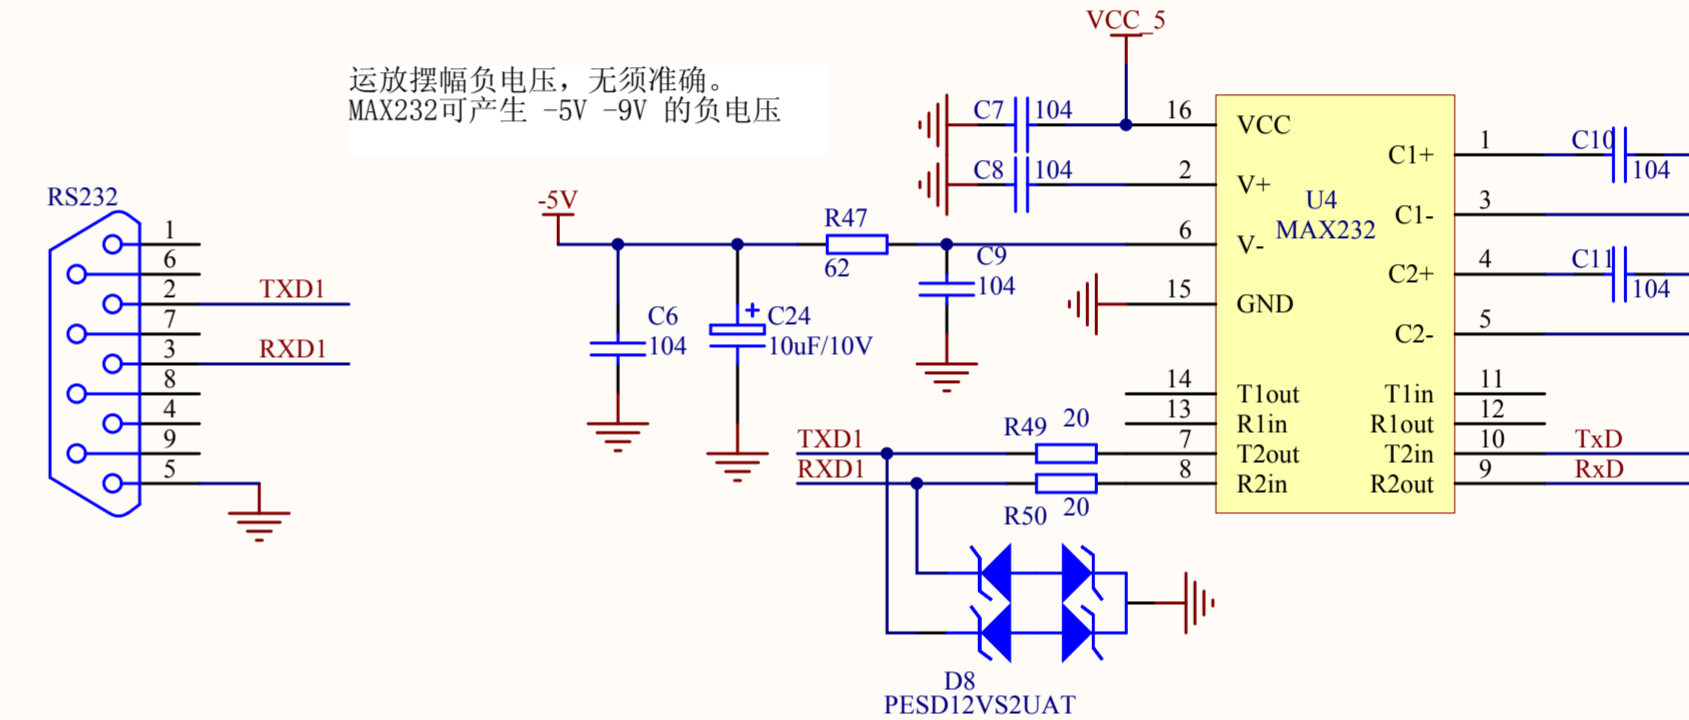 VCC_5
运放摆幅负电压，无须准确。
MAX232可产生 -5V -9V 的负电压
C7 104
16 VCC
C8 104
2 V+
C1+ 1
C10
104
U4
MAX232
C1- 3
RS232
-5V
R47
62
6 V-
C9
104
C2+ 4
C11
104
15 GND
C2- 5
1
6
2 TXD1
7
3 RXD1
8
4
9
5
C6
104
+
C24
10uF/10V
14 T1out
T1in 11
13 R1in
R1out 12
TXD1
R49 20
7 T2out
T2in 10 TxD
RXD1
8 R2in
R2out 9 RxD
R50 20
D8
PESD12VS2UAT